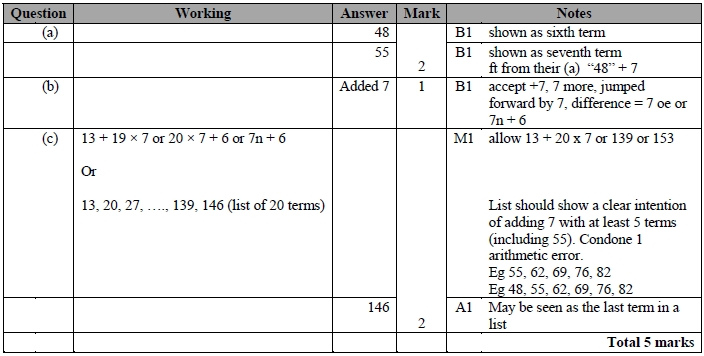 Question Working Answer Mark Notes
(a) 48 B1 shown as sixth term
55 B1 shown as seventh term
2 ft from their (a) “48” + 7
(b) Added 7 1 B1 accept +7, 7 more, jumped
forward by 7, difference = 7 oe or
7n + 6
(c) 13 + 19 × 7 or 20 × 7 + 6 or 7n + 6 M1 allow 13 + 20 x 7 or 139 or 153
Or
13, 20, 27, …., 139, 146 (list of 20 terms) List should show a clear intention
of adding 7 with at least 5 terms
(including 55). Condone 1
arithmetic error.
Eg 55, 62, 69, 76, 82
Eg 48, 55, 62, 69, 76, 82
146 A1 May be seen as the last term in a
2 list
Total 5 marks